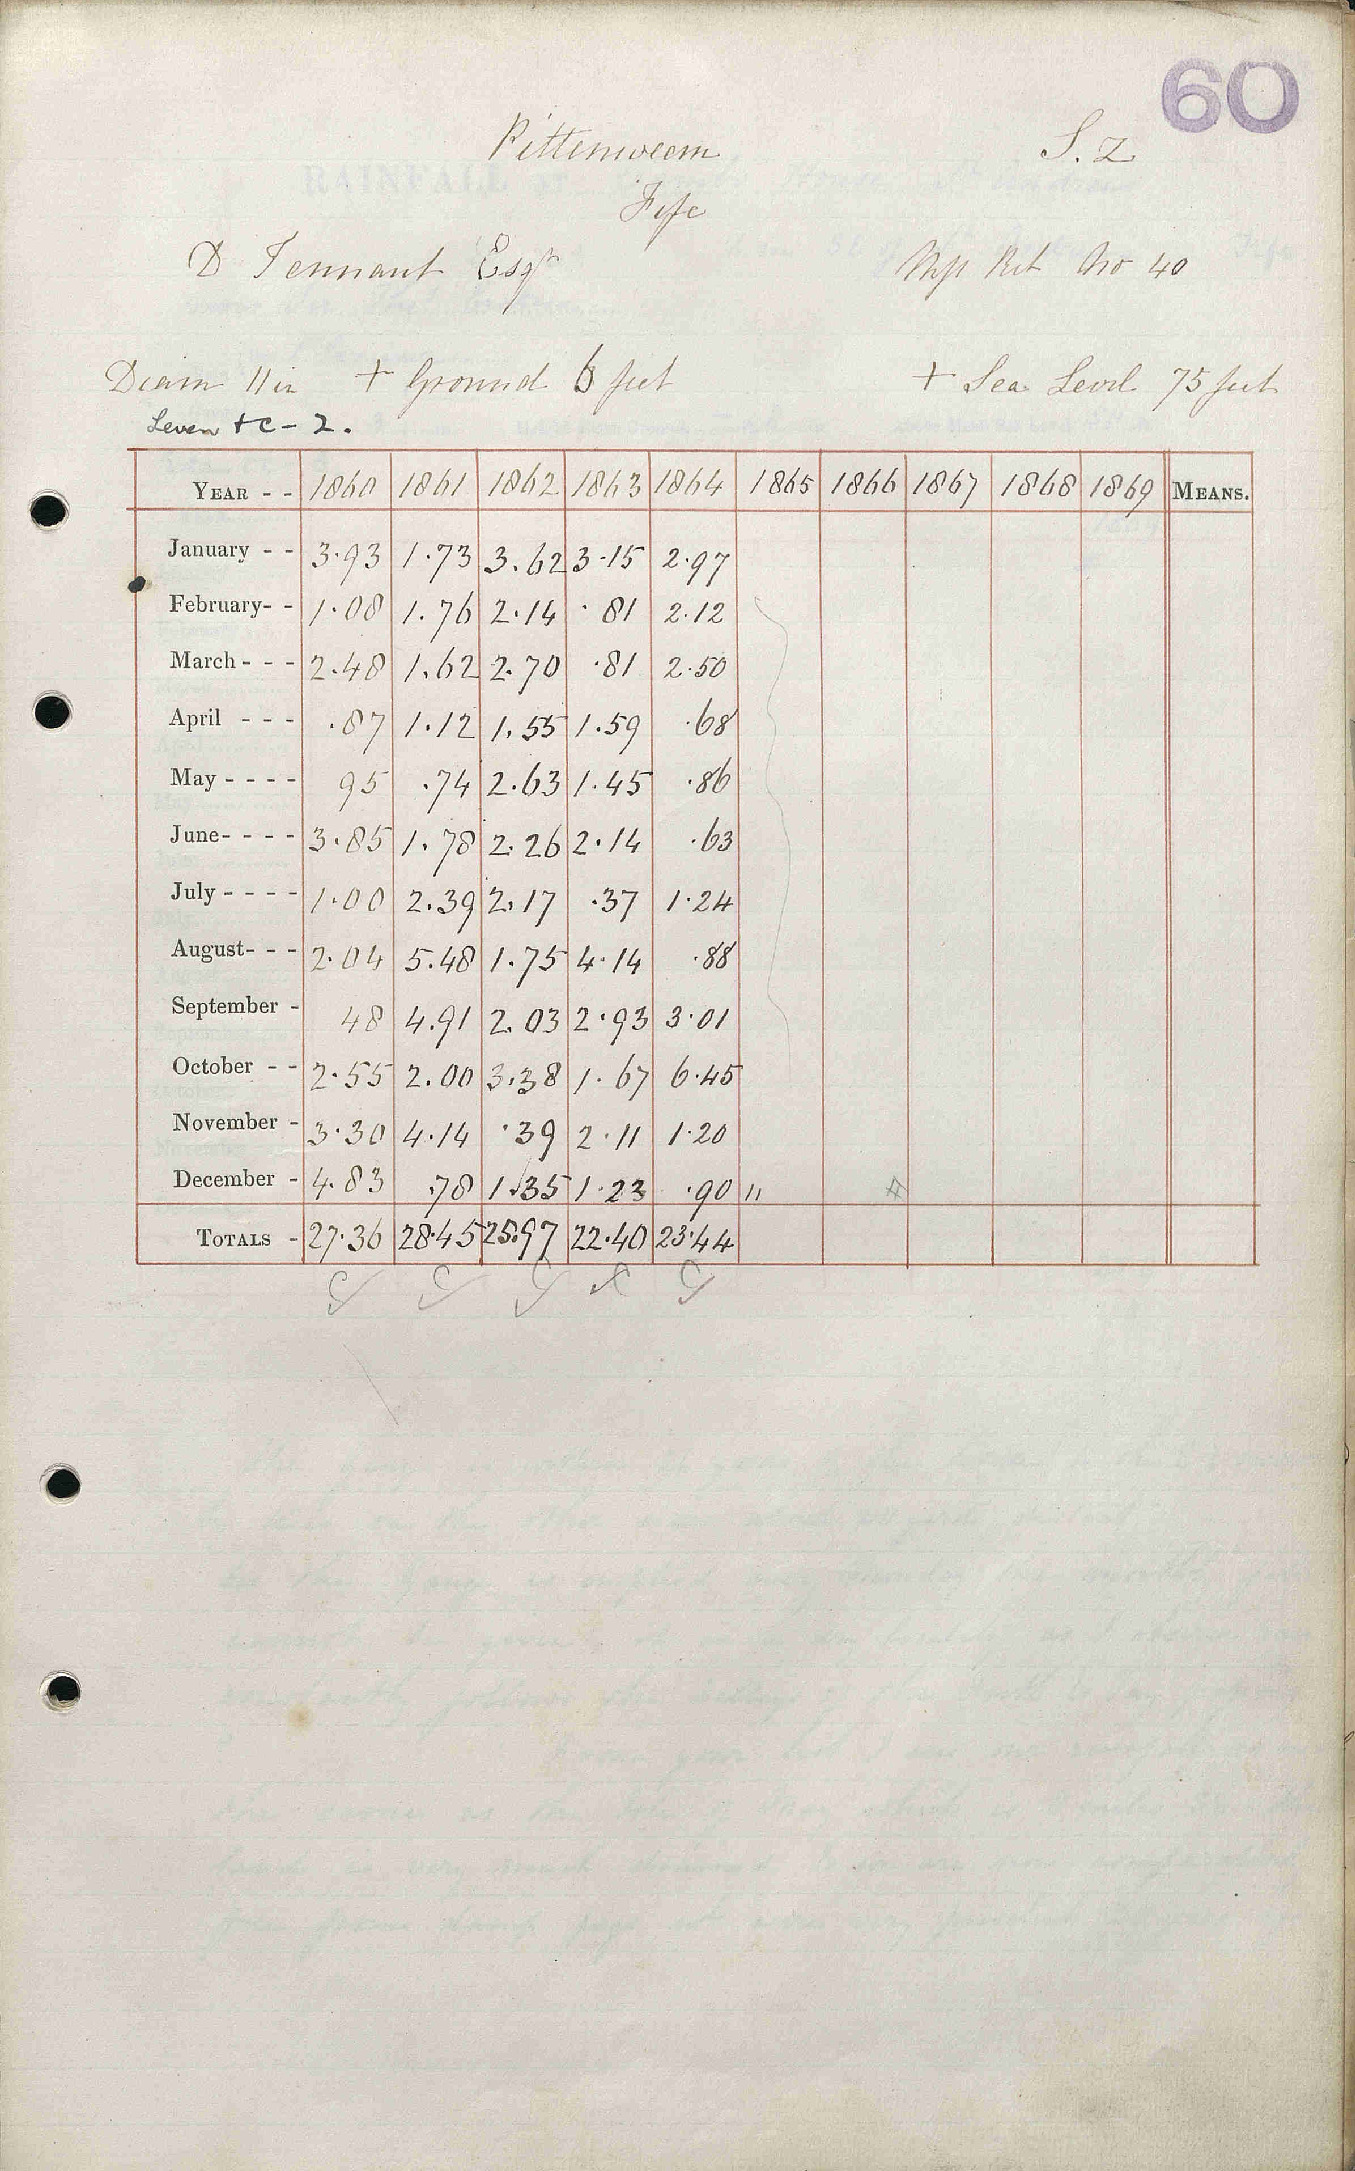 60
Pittenweem S. 2
Fife
D Tennant Esqr No 40
Diam 11 in + Ground 6 feet + Sea Level 75 feet
Leven &c - 2.
YEAR - - 1860 1861 1862 1863 1864 1865 1866 1867 1868 1869 MEANS.
January - - 3.93 1.73 3.62 3.15 2.97
February- - 1.08 1.76 2.14 .81 2.12
March - - - 2.48 1.62 2.70 .81 2.50
April - - - .87 1.12 1.55 1.59 .68
May - - - - 95 .74 2.63 1.45 .86
June- - - - 3.85 1.78 2.26 2.14 .63
July - - - - 1.00 2.39 2.17 .37 1.24
August- - - 2.04 5.48 1.75 4.14 .88
September - 48 4.91 2.03 2.93 3.01
October - - 2.55 2.00 3.38 1.67 6.45
November - 3.30 4.14 .39 2.11 1.20
December - 4.83 .78 1.35 1.23 .90 11
TOTALS - 27.36 28.45 25.97 22.40 23.44